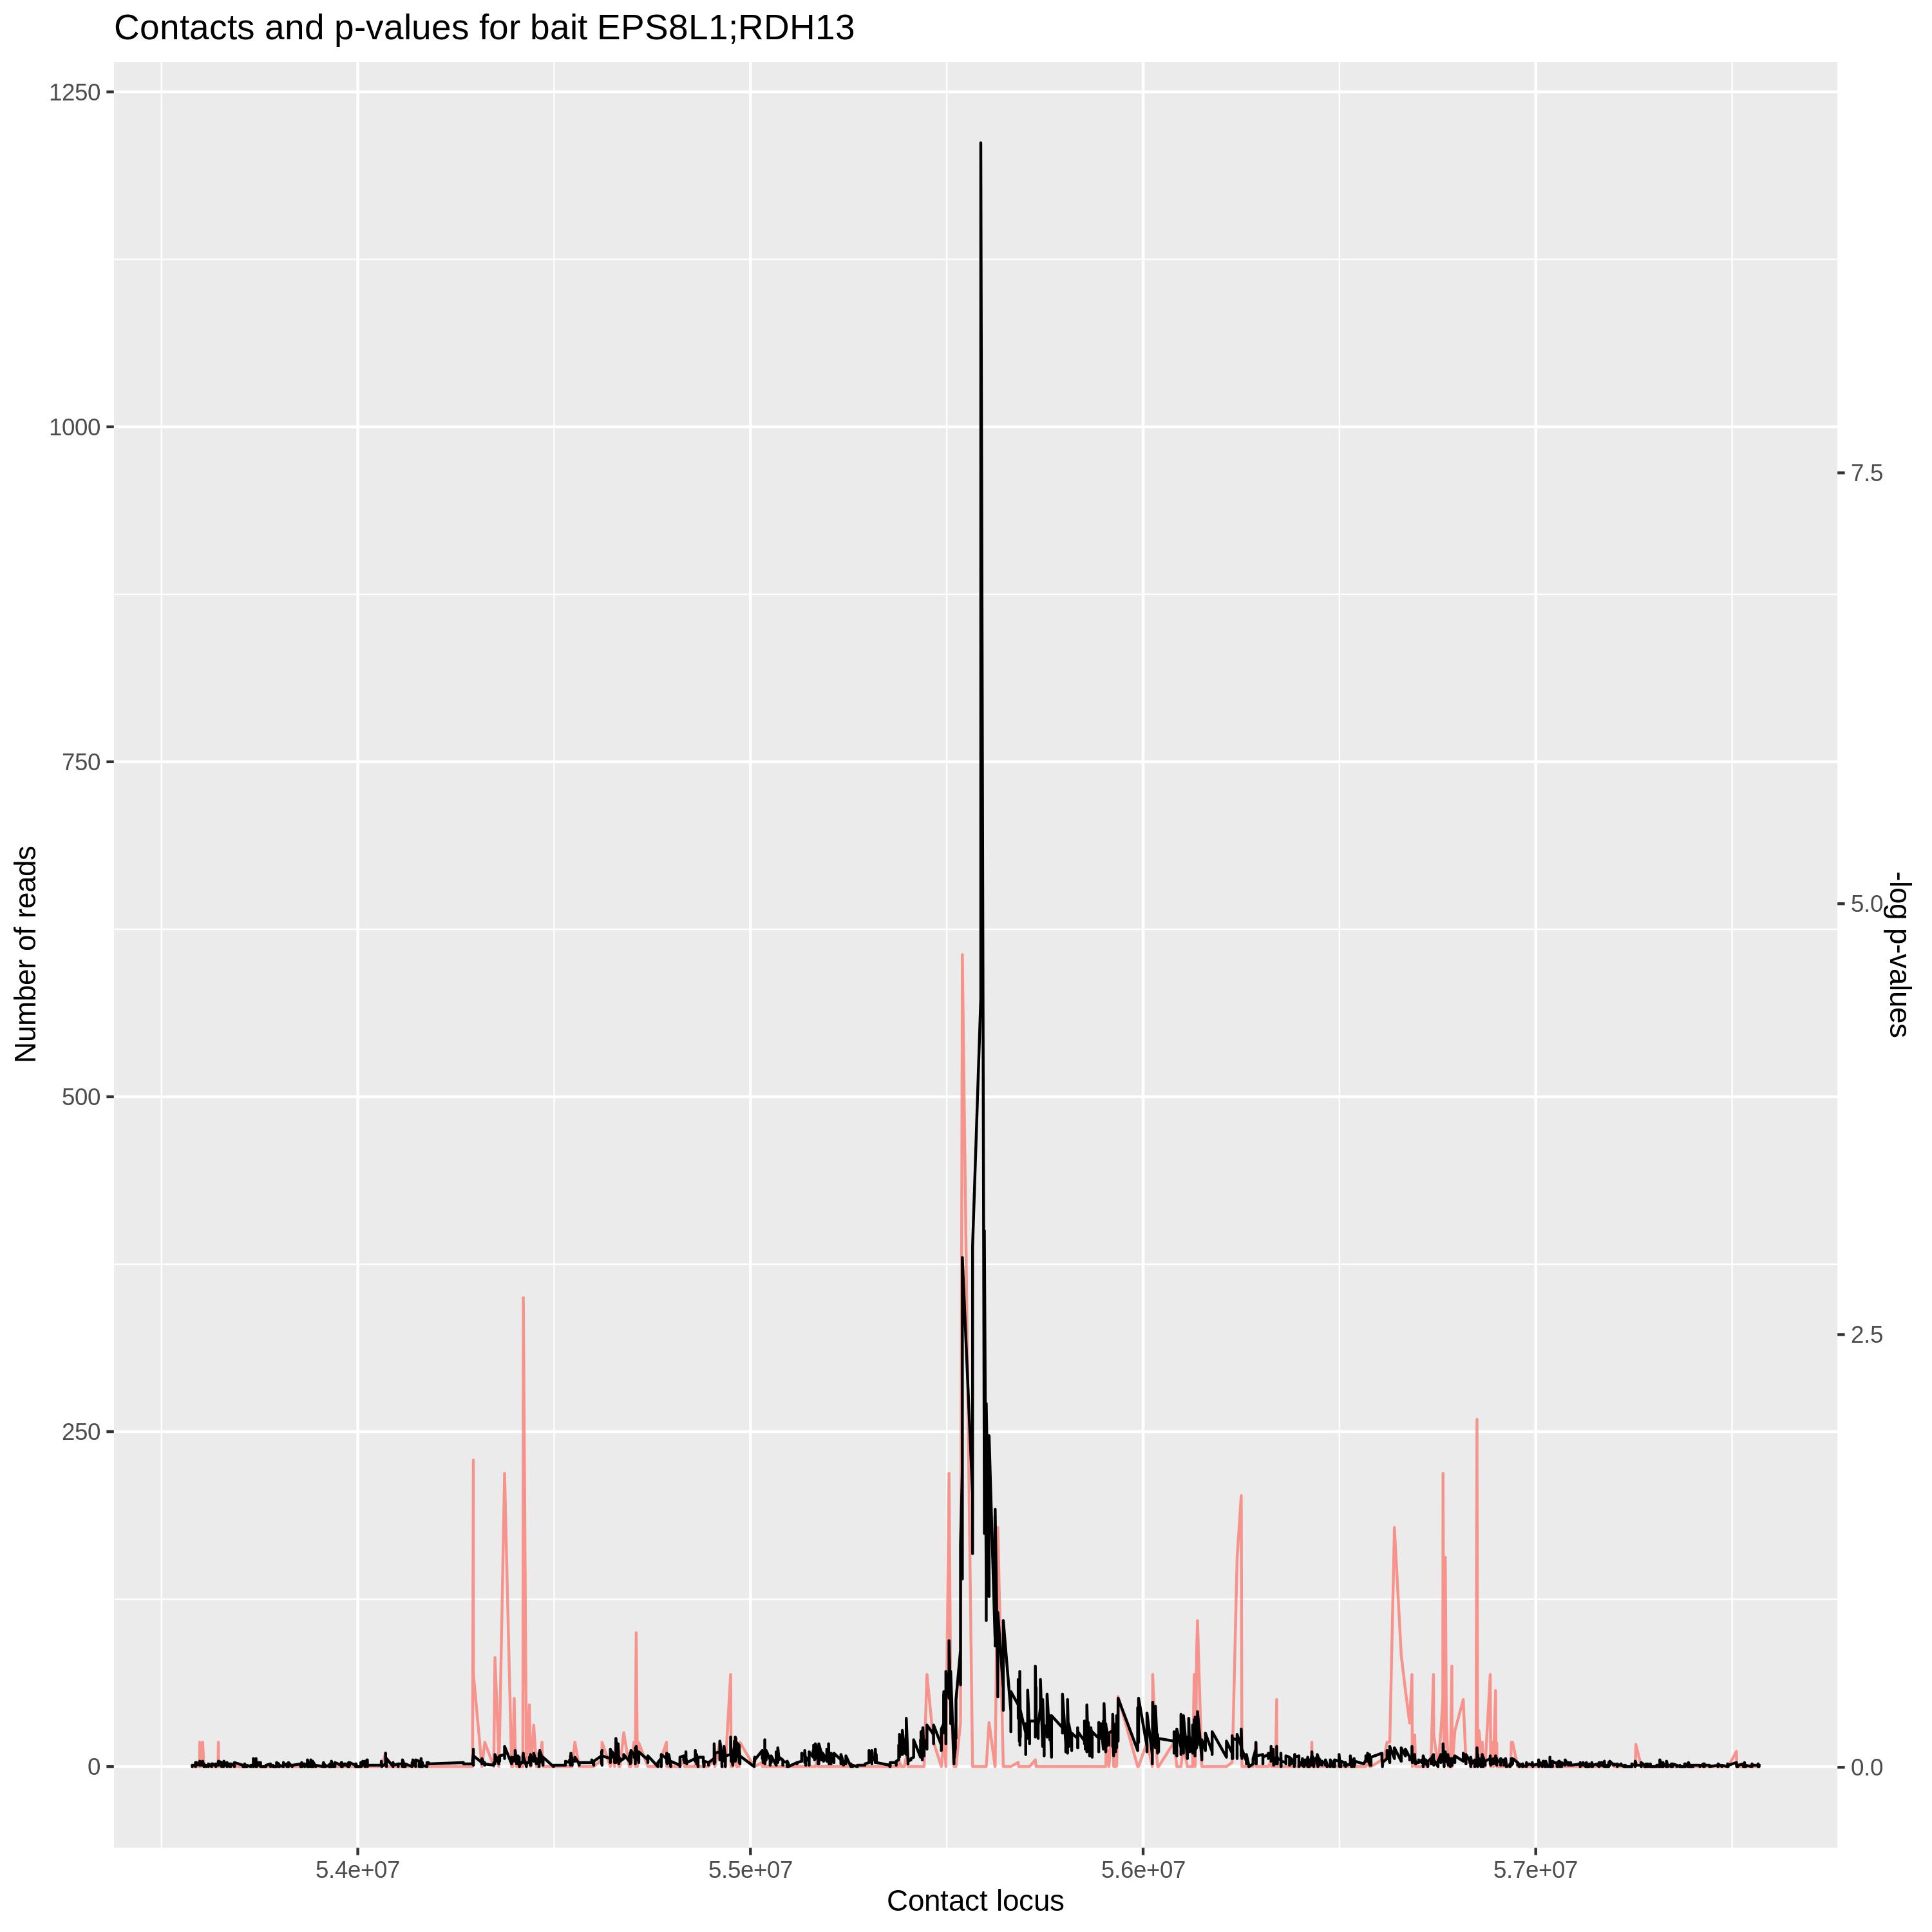 Contacts and p-values for bait EPS8L1;RDH13
1250
1000
750
500
250
0
Number of reads
7.5
5.0
2.5
0.0
-log p-values
5.4e+07
5.5e+07
5.6e+07
5.7e+07
Contact locus